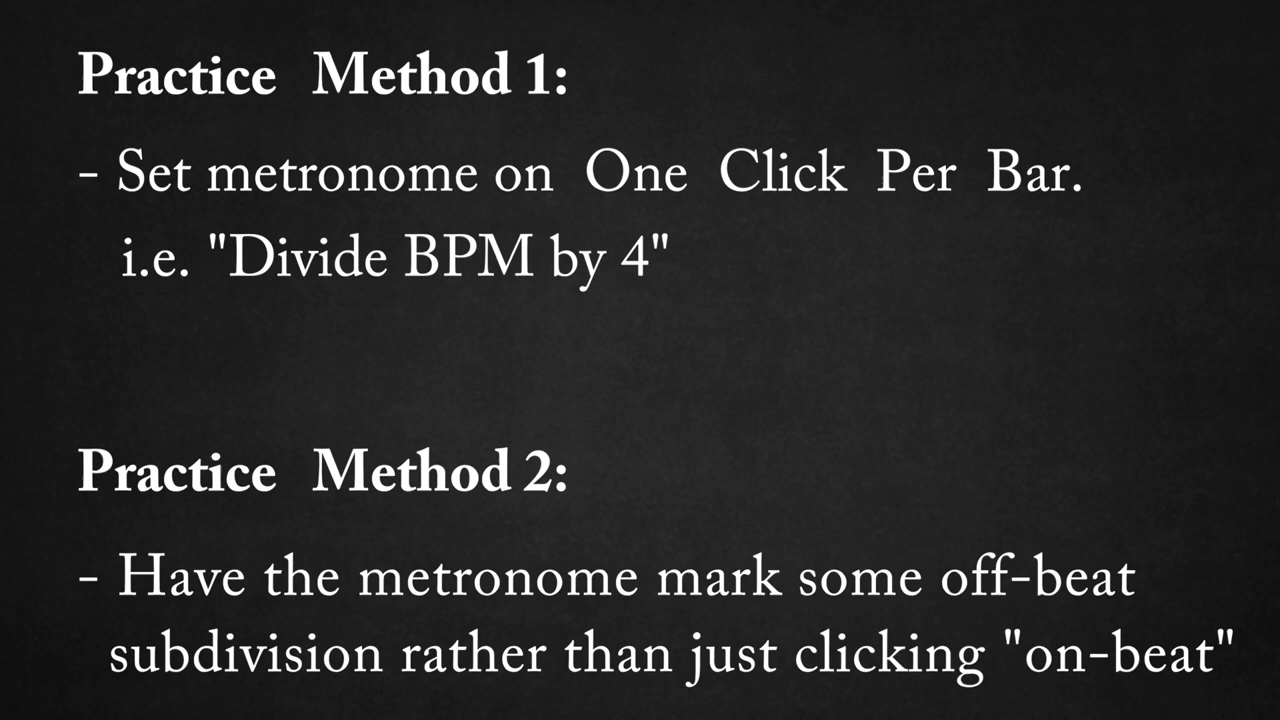 Practice Method 1:
- Set metronome on One Click Per Bar.
i.e. "Divide BPM by 4"
Practice Method 2:
- Have the metronome mark some off-beat
subdivision rather than just clicking "on-beat"